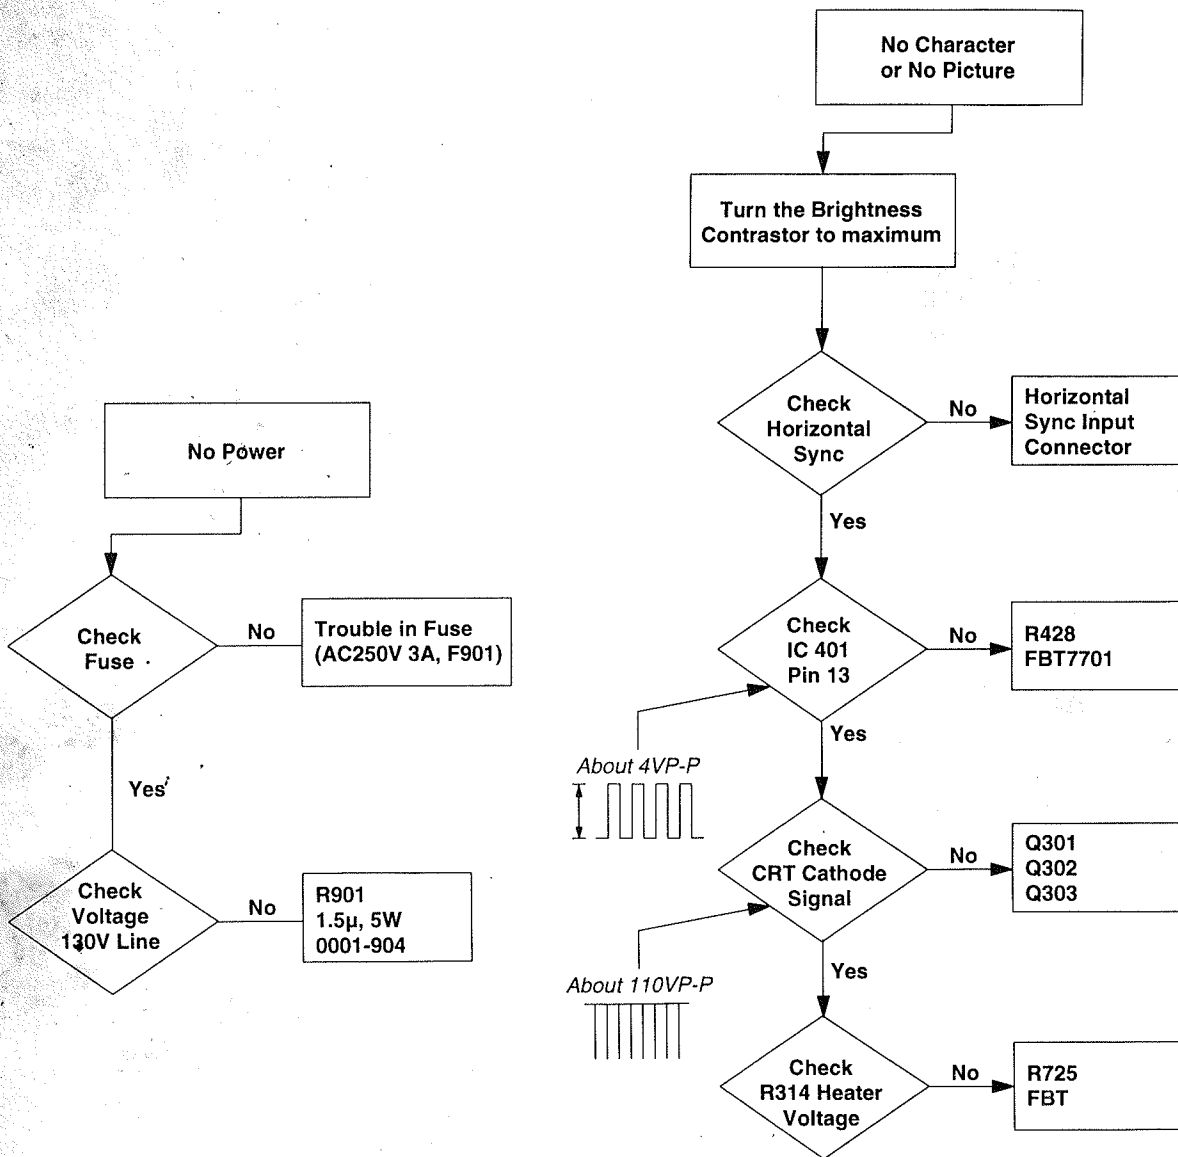 No Power
Check
Fuse
No
Trouble in Fuse
(AC250V 3A, F901)
Yes
Check
Voltage
130V Line
No
R901
1.5µ, 5W
0001-904
No Character
or No Picture
Turn the Brightness
Contrastor to maximum
Check
Horizontal
Sync
No
Horizontal
Sync Input
Connector
Yes
Check
IC 401
Pin 13
No
R428
FBT7701
About 4VP-P
Yes
Check
CRT Cathode
Signal
No
Q301
Q302
Q303
About 110VP-P
Yes
Check
R314 Heater
Voltage
No
R725
FBT